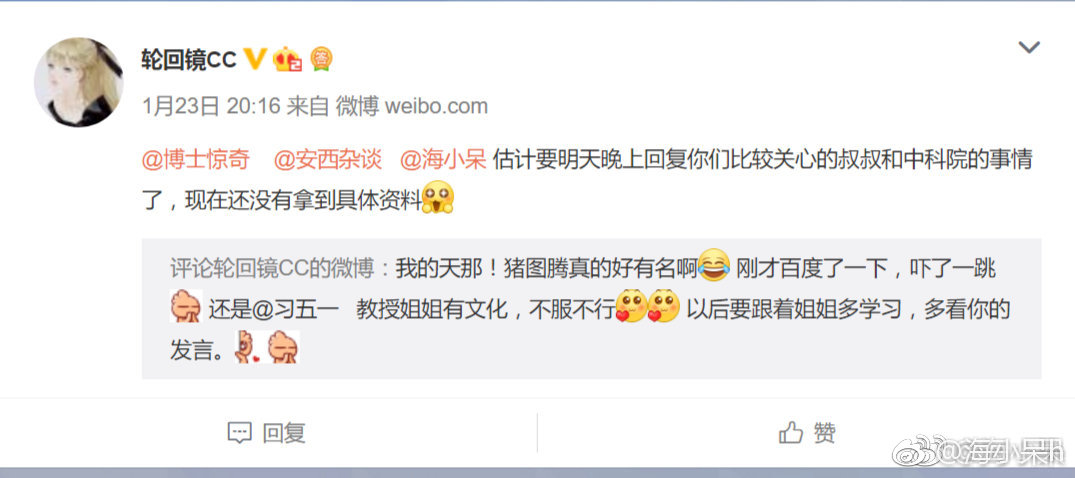 轮回镜CC
1月23日 20:16 来自 微博 weibo.com
@博士惊奇 @安西杂谈 @海小呆 估计要明天晚上回复你们比较关心的叔叔和中科院的事情
了，现在还没有拿到具体资料
评论轮回镜CC的微博：我的天那！猪图腾真的好有名啊 刚才百度了一下，吓了一跳
还是@习五一 教授姐姐有文化，不服不行 以后要跟着姐姐多学习，多看你的
发言。
回复 赞
@海小呆